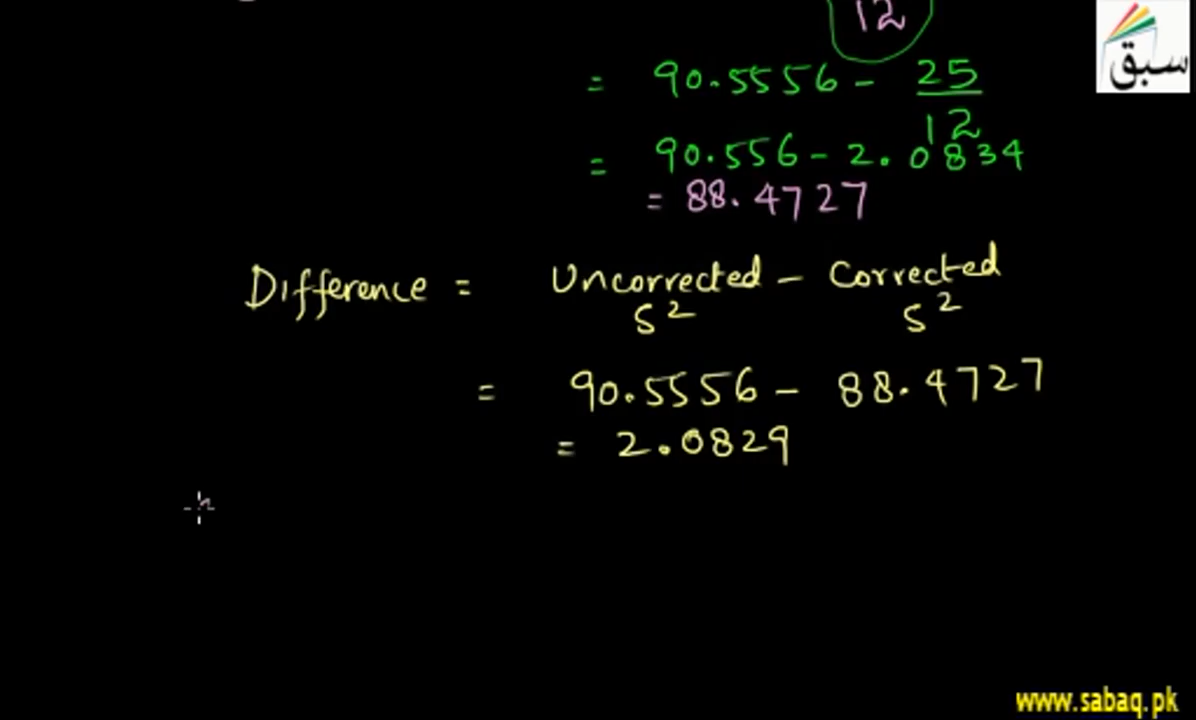 12
سبق
= 90.5556 - 25
12
= 90.556 - 2.0834
= 88.4727
Difference = Uncorrected - Corrected
S² S²
= 90.5556 - 88.4727
= 2.0829
www.sabaq.pk